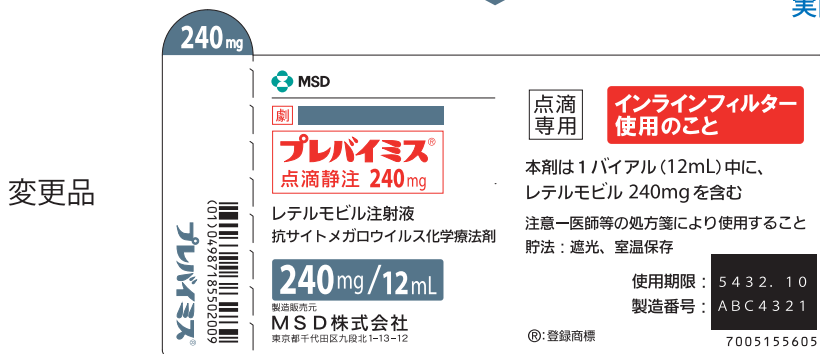 実
変更品
240mg
(01)04987185502009
プレバイミス®
MSD
劇
プレバイミス®
点滴静注 240mg
レテルモビル注射液
抗サイトメガロウイルス化学療法剤
240mg/12mL
製造販売元
MSD株式会社
東京都千代田区九段北1-13-12
点滴
専用
インラインフィルター
使用のこと
本剤は1バイアル(12mL)中に、
レテルモビル 240mgを含む
注意ー医師等の処方箋により使用すること
貯法:遮光、室温保存
使用期限: 5432. 10
製造番号: ABC4321
®:登録商標
7005155605